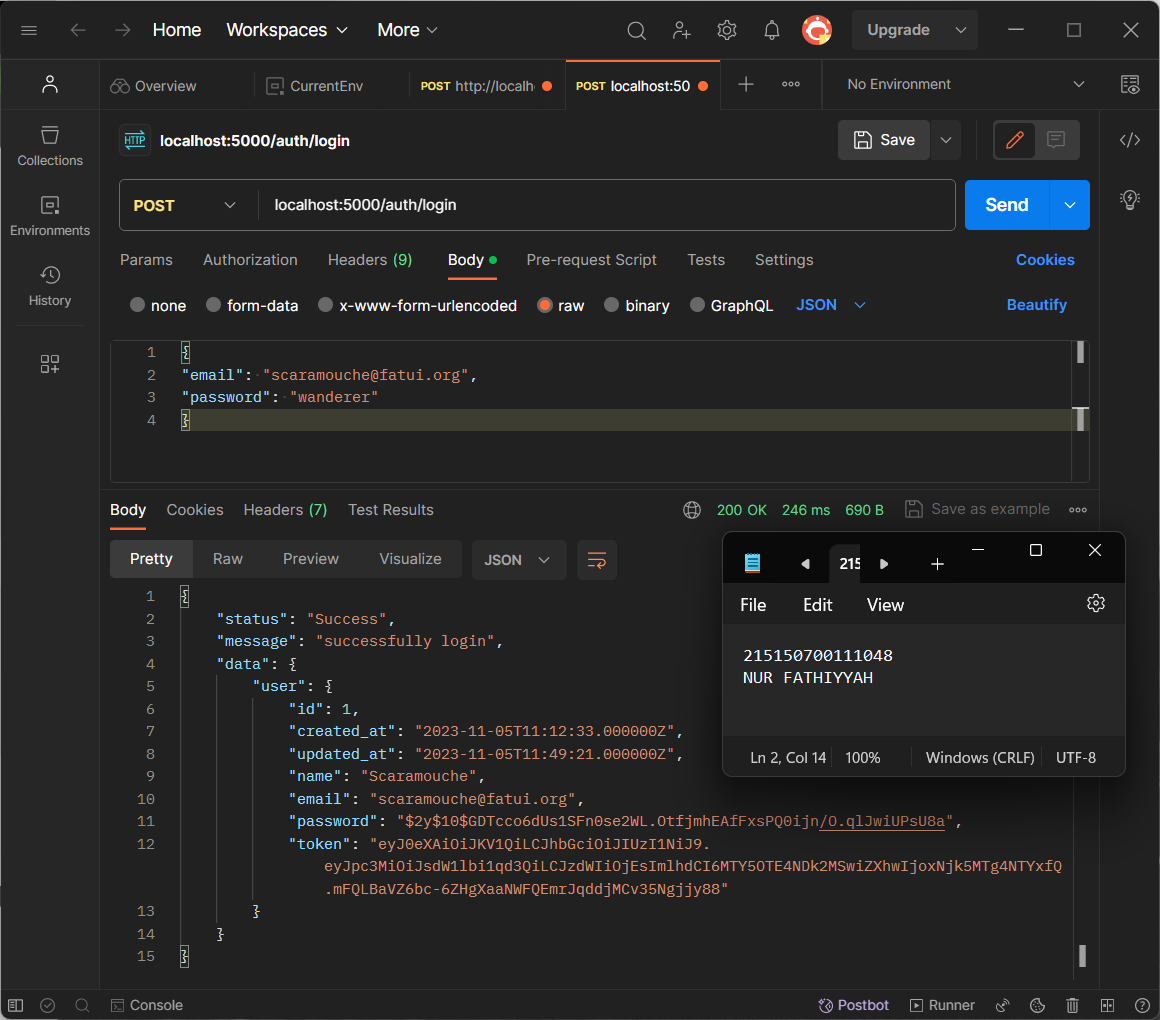 Home Workspaces More Upgrade
Overview CurrentEnv POST http://localh POST localhost:50 No Environment
HTTP localhost:5000/auth/login Save
Collections
Environments
History
POST localhost:5000/auth/login Send
Params Authorization Headers (9) Body Pre-request Script Tests Settings Cookies
none form-data x-www-form-urlencoded raw binary GraphQL JSON Beautify
1 {
2 "email": "scaramouche@fatui.org",
3 "password": "wanderer"
4 }
Body Cookies Headers (7) Test Results 200 OK 246 ms 690 B Save as example
Pretty Raw Preview Visualize JSON
1 {
2 "status": "Success",
3 "message": "successfully login",
4 "data": {
5 "user": {
6 "id": 1,
7 "created_at": "2023-11-05T11:12:33.000000Z",
8 "updated_at": "2023-11-05T11:49:21.000000Z",
9 "name": "Scaramouche",
10 "email": "scaramouche@fatui.org",
11 "password": "$2y$10$GDTcco6dUs1SFn0se2WL.OtfjmhEAfFxsPQ0ijn/O.qlJwiUPsU8a",
12 "token": "eyJ0eXAiOiJKV1QiLCJhbGciOiJIUzI1NiJ9.
eyJpc3MiOiJsdW1lbi1qd3QiLCJzdWIiOjEsImlhdCI6MTY5OTE4NDk2MSwiZXhwIjoxNjk5MTg4NTYxfQ
.mFQLBaVZ6bc-6ZHgXaaNWFQEmrJqddjMCv35Ngjjy88"
13 }
14 }
15 }
215
File Edit View
215150700111048
NUR FATHIYYAH
Ln 2, Col 14 100% Windows (CRLF) UTF-8
Console Postbot Runner